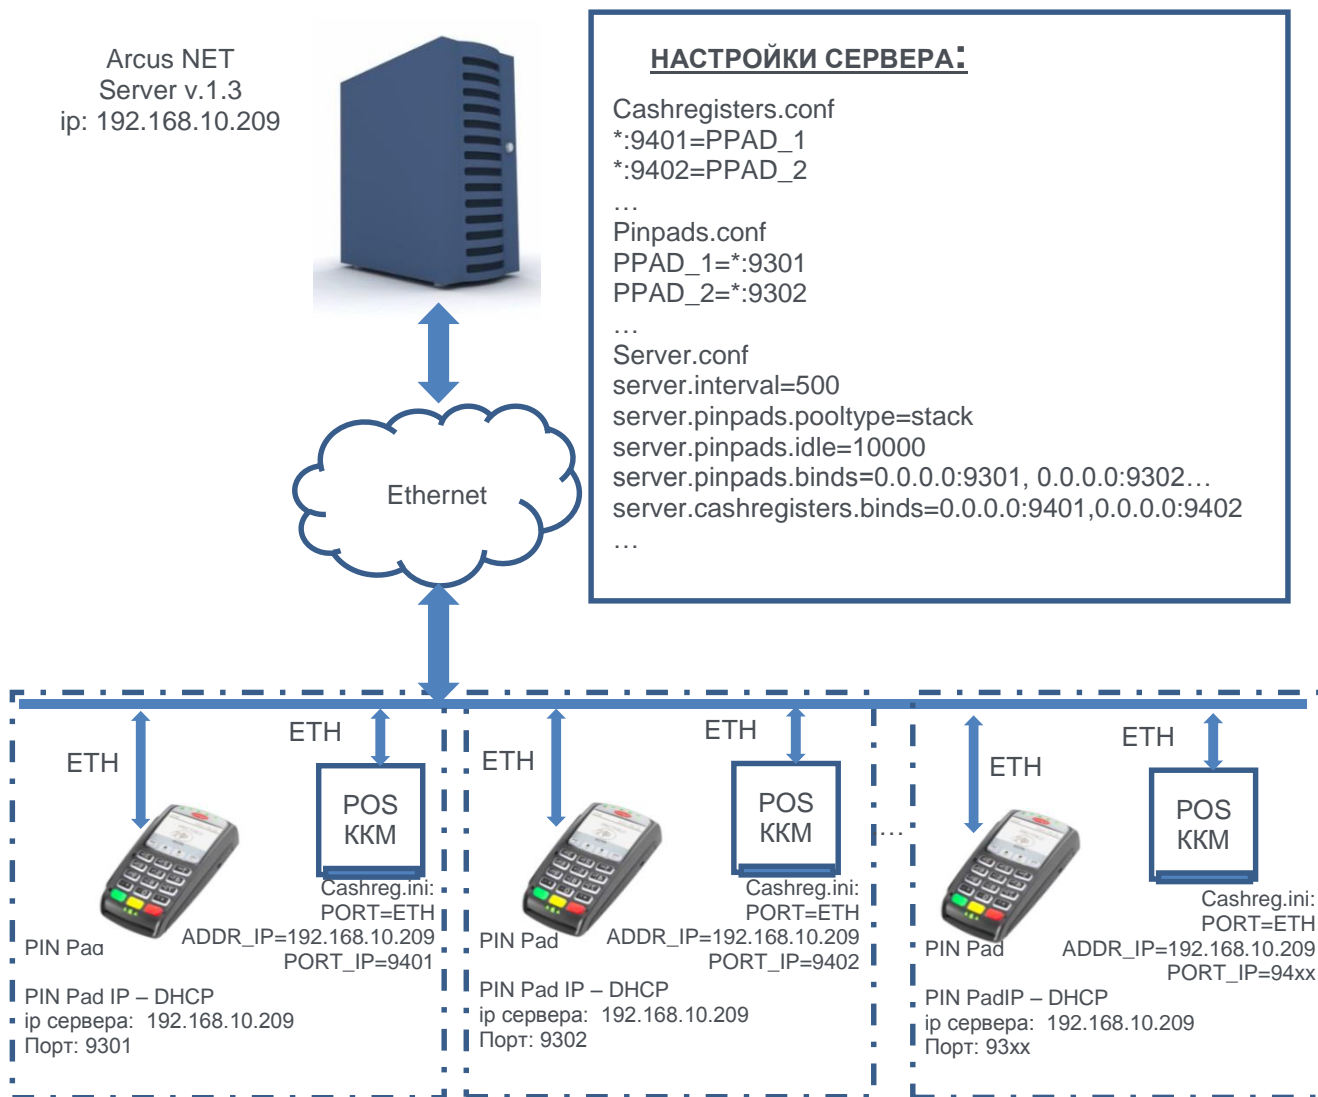 Arcus NET
Server v.1.3
ip: 192.168.10.209
НАСТРОЙКИ СЕРВЕРА:
Cashregisters.conf
*:9401=PPAD_1
*:9402=PPAD_2
…
Pinpads.conf
PPAD_1=*:9301
PPAD_2=*:9302
…
Server.conf
server.interval=500
server.pinpads.pooltype=stack
server.pinpads.idle=10000
server.pinpads.binds=0.0.0.0:9301, 0.0.0.0:9302…
server.cashregisters.binds=0.0.0.0:9401,0.0.0.0:9402
…
Ethernet
ETH
ETH
POS
ККМ
Cashreg.ini:
PORT=ETH
ADDR_IP=192.168.10.209
PORT_IP=9401
PIN Pad
PIN Pad IP – DHCP
ip сервера: 192.168.10.209
Порт: 9301
ETH
ETH
POS
ККМ
Cashreg.ini:
PORT=ETH
ADDR_IP=192.168.10.209
PORT_IP=9402
PIN Pad
PIN Pad IP – DHCP
ip сервера: 192.168.10.209
Порт: 9302
…
ETH
ETH
POS
ККМ
Cashreg.ini:
PORT=ETH
ADDR_IP=192.168.10.209
PORT_IP=94xx
PIN Pad
PIN PadIP – DHCP
ip сервера: 192.168.10.209
Порт: 93xx